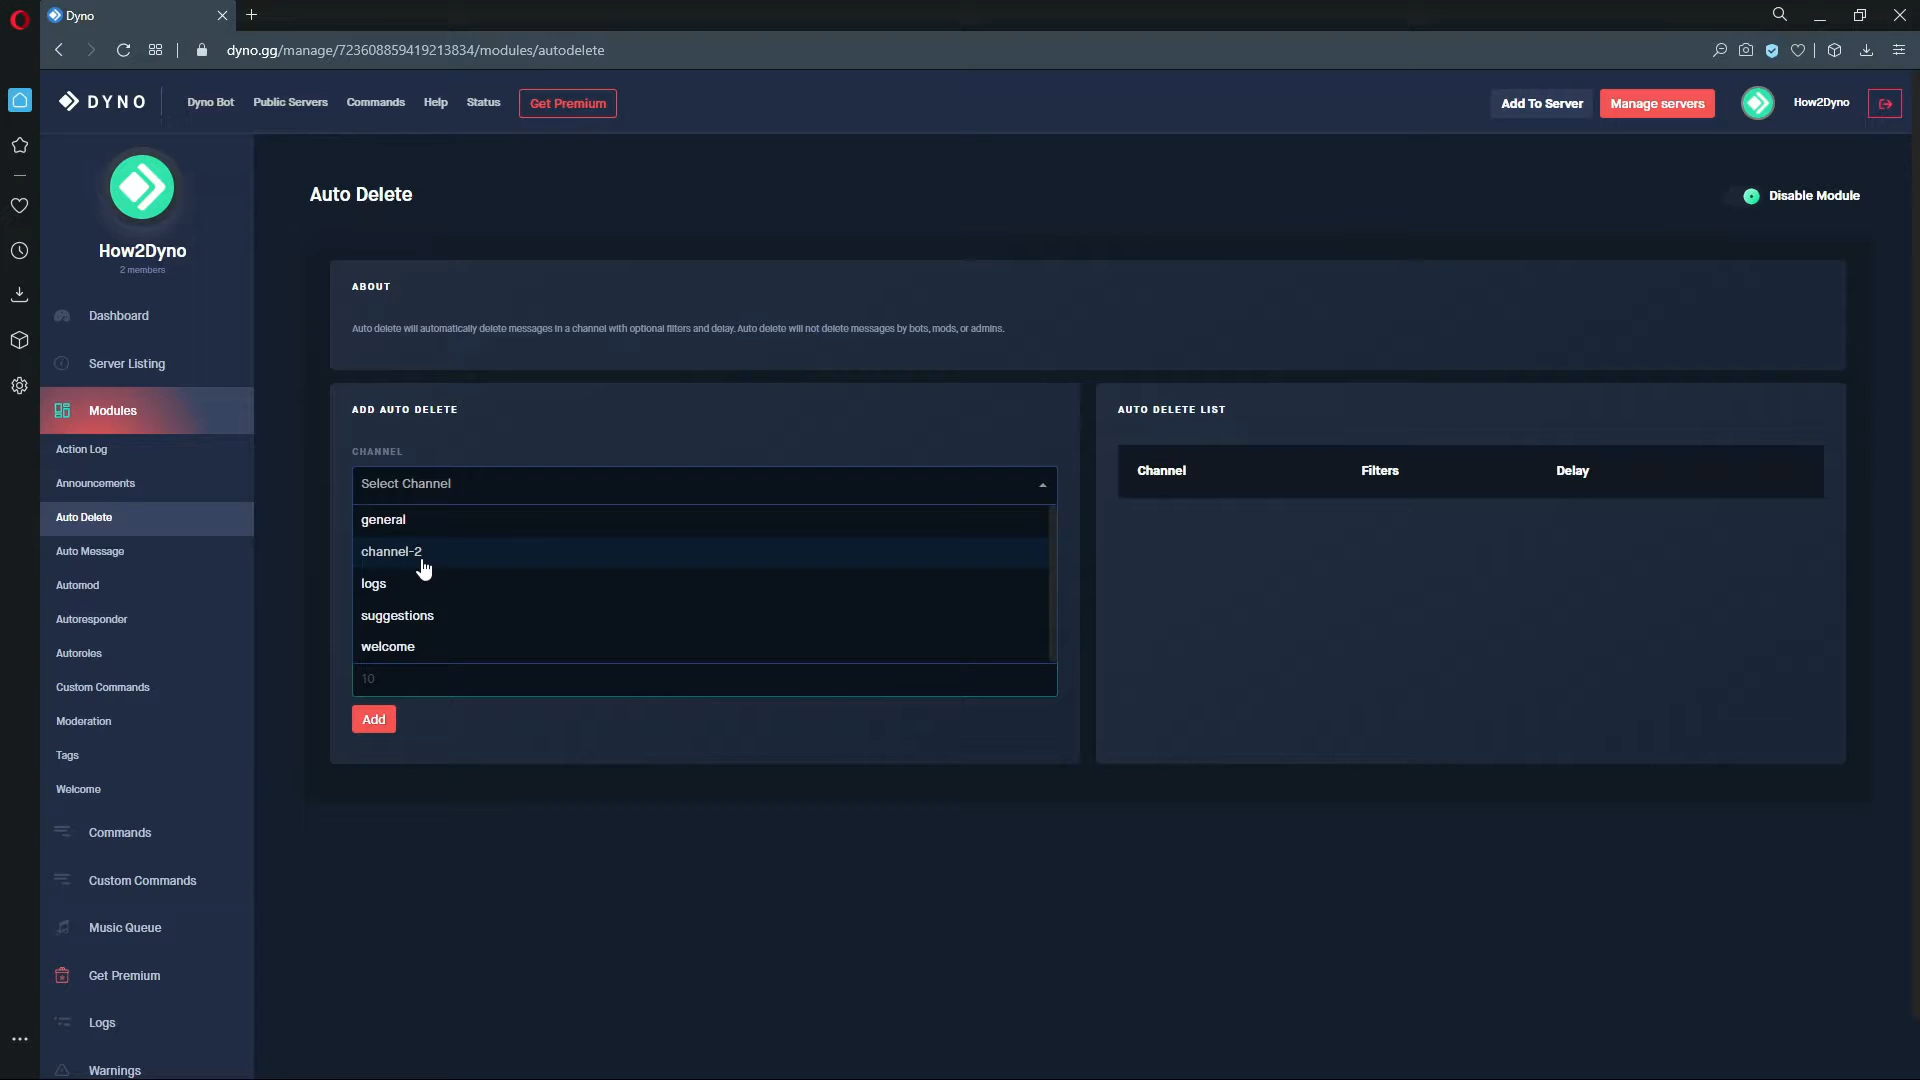 Dyno
dyno.gg/manage/723608859419213834/modules/autodelete
DYNO
Dyno Bot
Public Servers
Commands
Help
Status
Get Premium
Add To Server
Manage servers
How2Dyno
How2Dyno
2 members
Dashboard
Server Listing
Modules
Action Log
Announcements
Auto Delete
Auto Message
Automod
Autoresponder
Autoroles
Custom Commands
Moderation
Tags
Welcome
Commands
Custom Commands
Music Queue
Get Premium
Logs
Warnings
Auto Delete
Disable Module
ABOUT
Auto delete will automatically delete messages in a channel with optional filters and delay. Auto delete will not delete messages by bots, mods, or admins.
ADD AUTO DELETE
CHANNEL
Select Channel
general
channel-2
logs
suggestions
welcome
10
Add
AUTO DELETE LIST
Channel
Filters
Delay